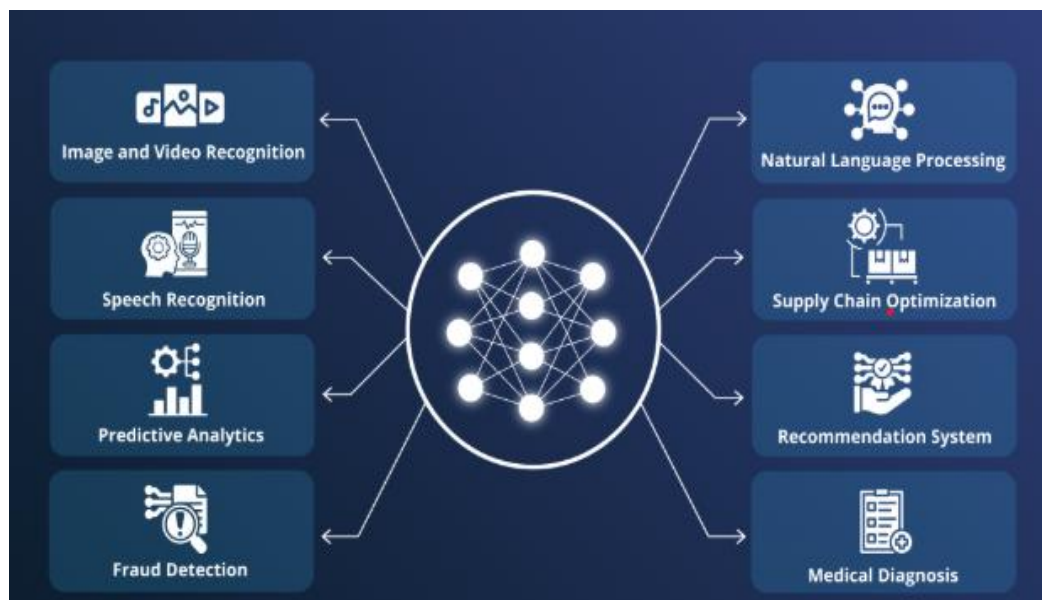 Image and Video Recognition
Speech Recognition
Predictive Analytics
Fraud Detection
Natural Language Processing
Supply Chain Optimization
Recommendation System
Medical Diagnosis